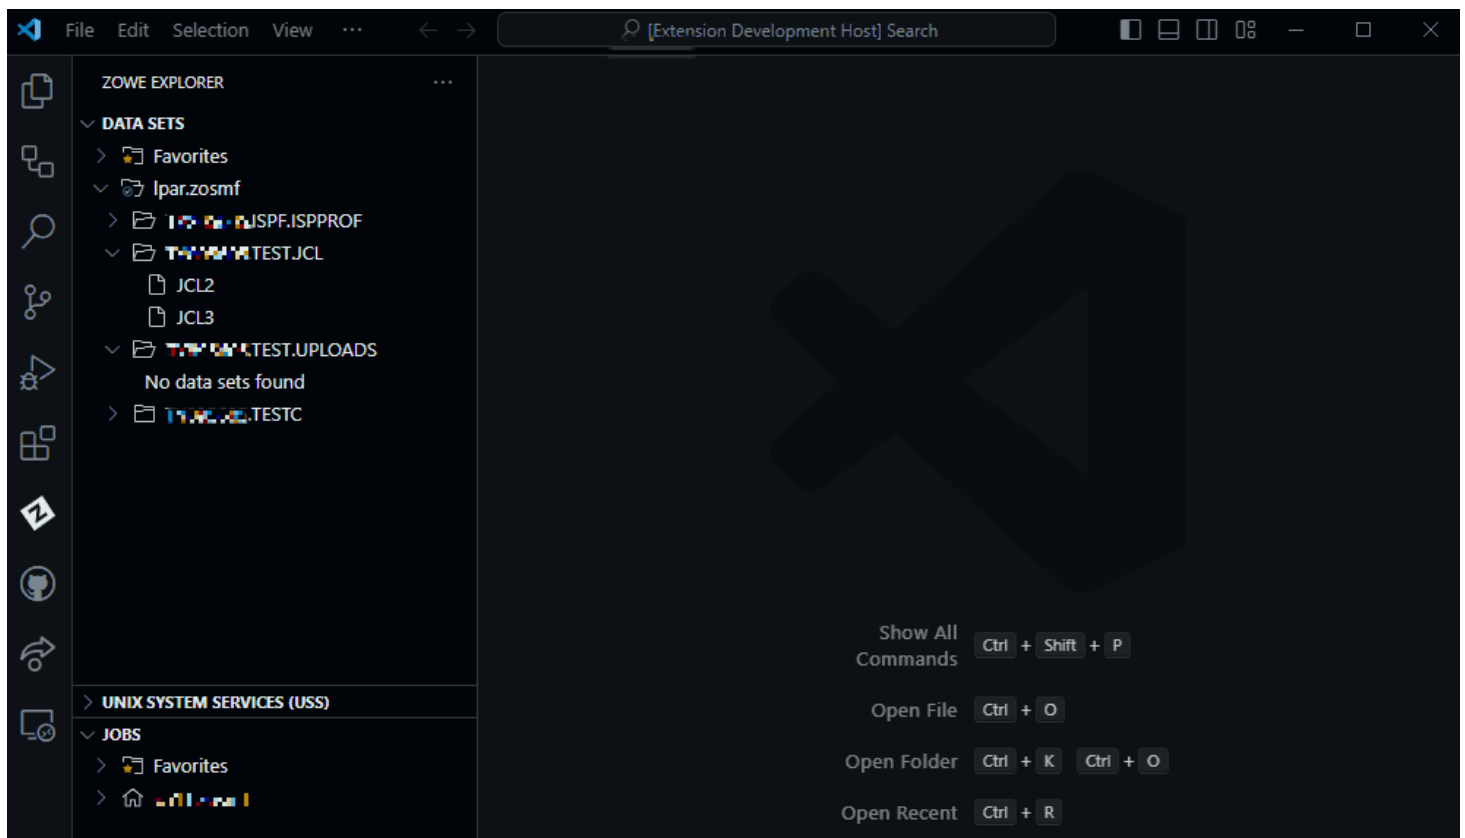 File Edit Selection View ···
[Extension Development Host] Search
ZOWE EXPLORER ···
DATA SETS
Favorites
lpar.zosmf
ISPF.ISPPROF
TEST.JCL
JCL2
JCL3
TEST.UPLOADS
No data sets found
.TESTC
UNIX SYSTEM SERVICES (USS)
JOBS
Favorites
Show All
Commands Ctrl + Shift + P
Open File Ctrl + O
Open Folder Ctrl + K Ctrl + O
Open Recent Ctrl + R